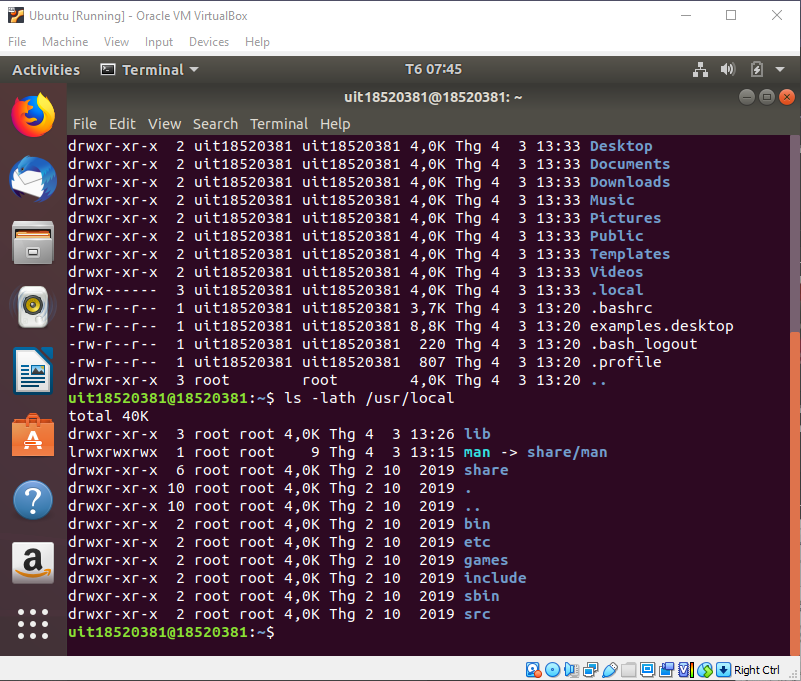 Ubuntu [Running] - Oracle VM VirtualBox
File Machine View Input Devices Help
Activities Terminal T6 07:45
uit18520381@18520381: ~
File Edit View Search Terminal Help
drwxr-xr-x  2 uit18520381 uit18520381 4,0K Thg 4  3 13:33 Desktop
drwxr-xr-x  2 uit18520381 uit18520381 4,0K Thg 4  3 13:33 Documents
drwxr-xr-x  2 uit18520381 uit18520381 4,0K Thg 4  3 13:33 Downloads
drwxr-xr-x  2 uit18520381 uit18520381 4,0K Thg 4  3 13:33 Music
drwxr-xr-x  2 uit18520381 uit18520381 4,0K Thg 4  3 13:33 Pictures
drwxr-xr-x  2 uit18520381 uit18520381 4,0K Thg 4  3 13:33 Public
drwxr-xr-x  2 uit18520381 uit18520381 4,0K Thg 4  3 13:33 Templates
drwxr-xr-x  2 uit18520381 uit18520381 4,0K Thg 4  3 13:33 Videos
drwx------  3 uit18520381 uit18520381 4,0K Thg 4  3 13:33 .local
-rw-r--r--  1 uit18520381 uit18520381 3,7K Thg 4  3 13:20 .bashrc
-rw-r--r--  1 uit18520381 uit18520381 8,8K Thg 4  3 13:20 examples.desktop
-rw-r--r--  1 uit18520381 uit18520381  220 Thg 4  3 13:20 .bash_logout
-rw-r--r--  1 uit18520381 uit18520381  807 Thg 4  3 13:20 .profile
drwxr-xr-x  3 root        root        4,0K Thg 4  3 13:20 ..
uit18520381@18520381:~$ ls -lath /usr/local
total 40K
drwxr-xr-x  3 root root 4,0K Thg 4  3 13:26 lib
lrwxrwxrwx  1 root root    9 Thg 4  3 13:15 man -> share/man
drwxr-xr-x  6 root root 4,0K Thg 2 10  2019 share
drwxr-xr-x 10 root root 4,0K Thg 2 10  2019 .
drwxr-xr-x 10 root root 4,0K Thg 2 10  2019 ..
drwxr-xr-x  2 root root 4,0K Thg 2 10  2019 bin
drwxr-xr-x  2 root root 4,0K Thg 2 10  2019 etc
drwxr-xr-x  2 root root 4,0K Thg 2 10  2019 games
drwxr-xr-x  2 root root 4,0K Thg 2 10  2019 include
drwxr-xr-x  2 root root 4,0K Thg 2 10  2019 sbin
drwxr-xr-x  2 root root 4,0K Thg 2 10  2019 src
uit18520381@18520381:~$
Right Ctrl